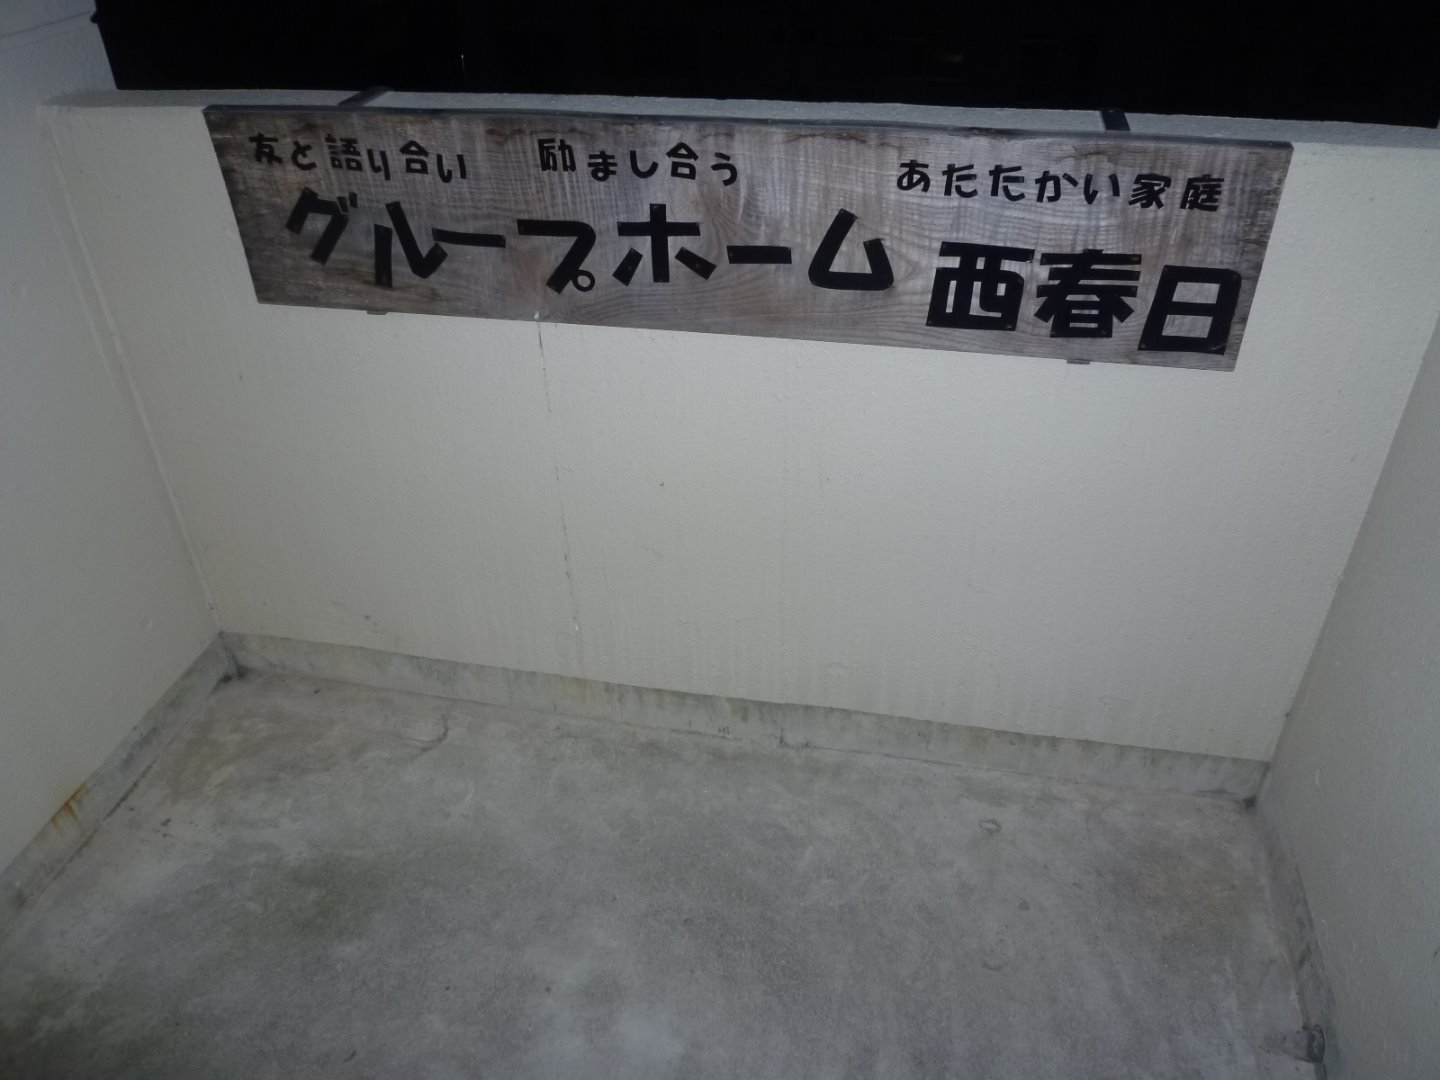 友と語り合い 励まし合う あたたかい家庭
グループホーム 西春日